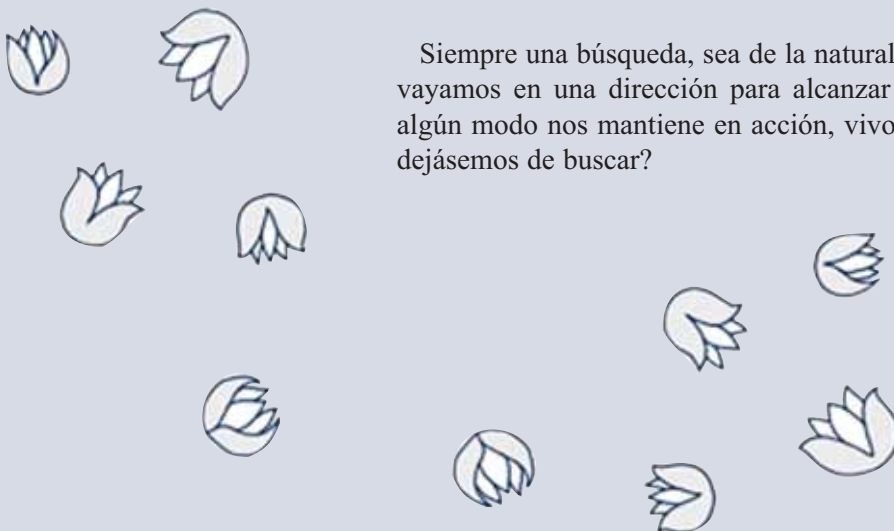 Siempre una búsqueda, sea de la natural
vayamos en una dirección para alcanzar
algún modo nos mantiene en acción, vivo
dejásemos de buscar?